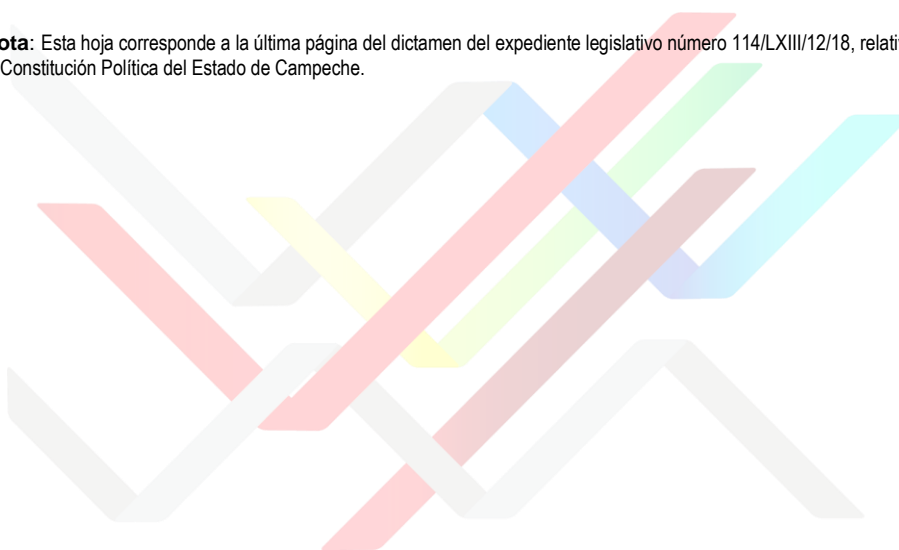 ota: Esta hoja corresponde a la última página del dictamen del expediente legislativo número 114/LXIII/12/18, relati
Constitución Política del Estado de Campeche.